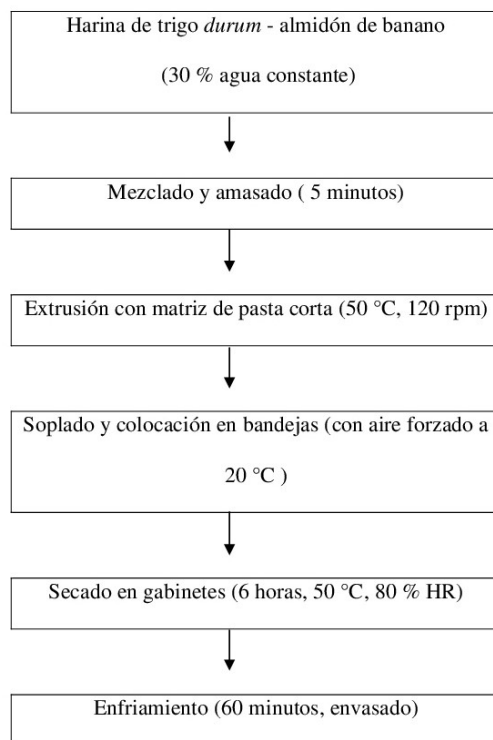 Harina de trigo durum - almidón de banano
(30 % agua constante)
Mezclado y amasado ( 5 minutos)
Extrusión con matriz de pasta corta (50 °C, 120 rpm)
Soplado y colocación en bandejas (con aire forzado a
20 °C )
Secado en gabinetes (6 horas, 50 °C, 80 % HR)
Enfriamiento (60 minutos, envasado)